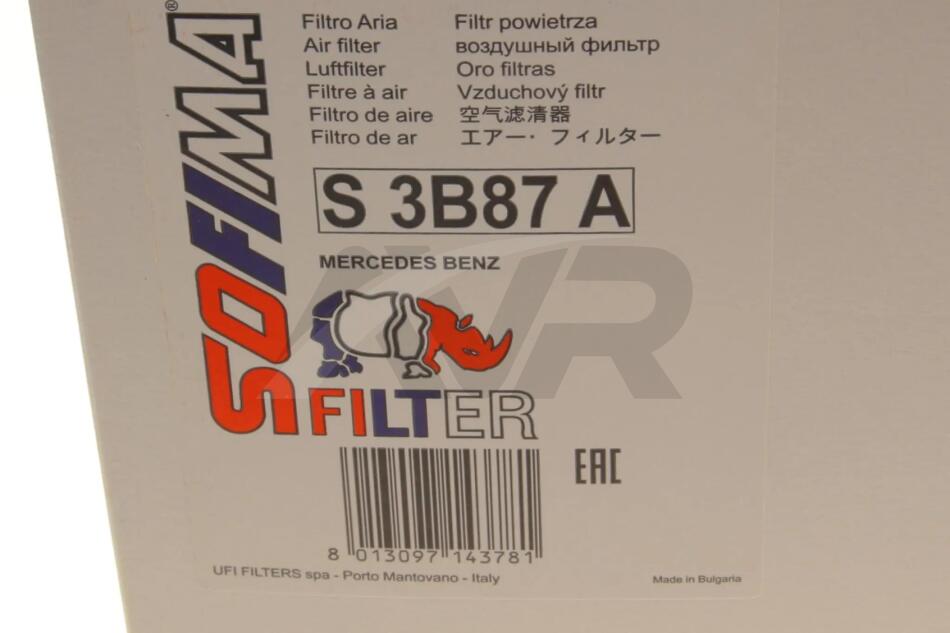 SOFIMA®
Filtro Aria
Air filter
Luftfilter
Filtre à air
Filtro de aire
Filtro de ar
Filtr powietrza
воздушный фильтр
Oro filtras
Vzduchový filtr
空气滤清器
エアー・フィルター
S 3B87 A
MERCEDES BENZ
FILTER
EAC
8 013097 143781
UFI FILTERS spa - Porto Mantovano - Italy
Made in Bulgaria